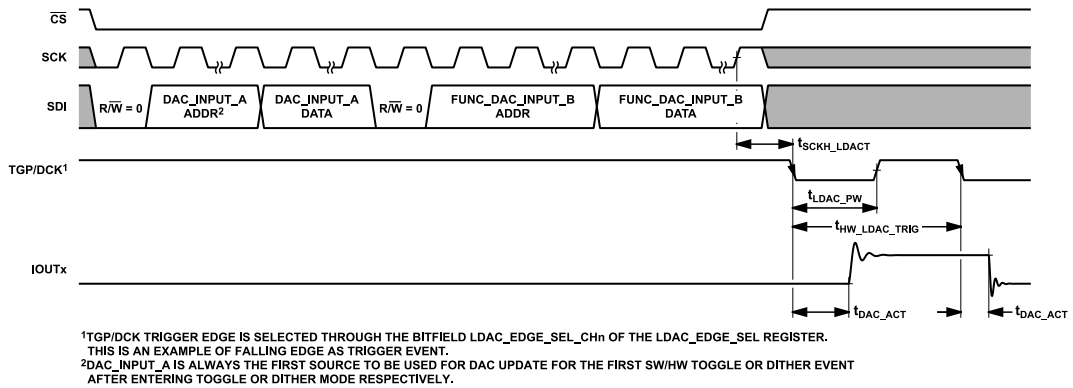 CS
SCK
SDI
R/W = 0
DAC_INPUT_A
ADDR2
DAC_INPUT_A
DATA
R/W = 0
FUNC_DAC_INPUT_B
ADDR
FUNC_DAC_INPUT_B
DATA
tSCKH_LDACT
TGP/DCK1
tLDAC_PW
tHW_LDAC_TRIG
IOUTx
tDAC_ACT
tDAC_ACT
1TGP/DCK TRIGGER EDGE IS SELECTED THROUGH THE BITFIELD LDAC_EDGE_SEL_CHn OF THE LDAC_EDGE_SEL REGISTER.
THIS IS AN EXAMPLE OF FALLING EDGE AS TRIGGER EVENT.
2DAC_INPUT_A IS ALWAYS THE FIRST SOURCE TO BE USED FOR DAC UPDATE FOR THE FIRST SW/HW TOGGLE OR DITHER EVENT
AFTER ENTERING TOGGLE OR DITHER MODE RESPECTIVELY.